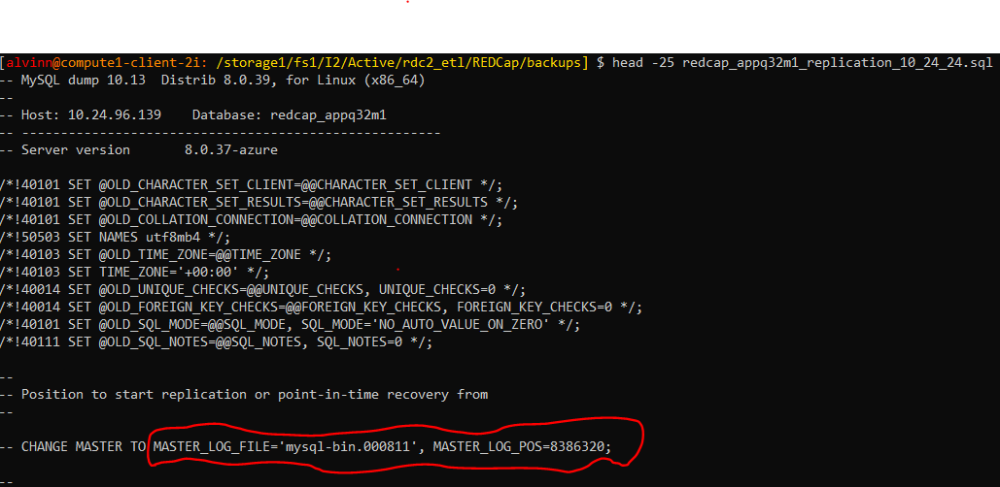 [alvinn@compute1-client-2i: /storage1/fs1/I2/Active/rdc2_etl/REDCap/backups] $ head -25 redcap_appq32m1_replication_10_24_24.sql
-- MySQL dump 10.13  Distrib 8.0.39, for Linux (x86_64)
--
-- Host: 10.24.96.139    Database: redcap_appq32m1
-- ------------------------------------------------------
-- Server version       8.0.37-azure
/*!40101 SET @OLD_CHARACTER_SET_CLIENT=@@CHARACTER_SET_CLIENT */;
/*!40101 SET @OLD_CHARACTER_SET_RESULTS=@@CHARACTER_SET_RESULTS */;
/*!40101 SET @OLD_COLLATION_CONNECTION=@@COLLATION_CONNECTION */;
/*!50503 SET NAMES utf8mb4 */;
/*!40103 SET @OLD_TIME_ZONE=@@TIME_ZONE */;
/*!40103 SET TIME_ZONE='+00:00' */;
/*!40014 SET @OLD_UNIQUE_CHECKS=@@UNIQUE_CHECKS, UNIQUE_CHECKS=0 */;
/*!40014 SET @OLD_FOREIGN_KEY_CHECKS=@@FOREIGN_KEY_CHECKS, FOREIGN_KEY_CHECKS=0 */;
/*!40101 SET @OLD_SQL_MODE=@@SQL_MODE, SQL_MODE='NO_AUTO_VALUE_ON_ZERO' */;
/*!40111 SET @OLD_SQL_NOTES=@@SQL_NOTES, SQL_NOTES=0 */;
--
-- Position to start replication or point-in-time recovery from
--
-- CHANGE MASTER TO MASTER_LOG_FILE='mysql-bin.000811', MASTER_LOG_POS=8386320;
--